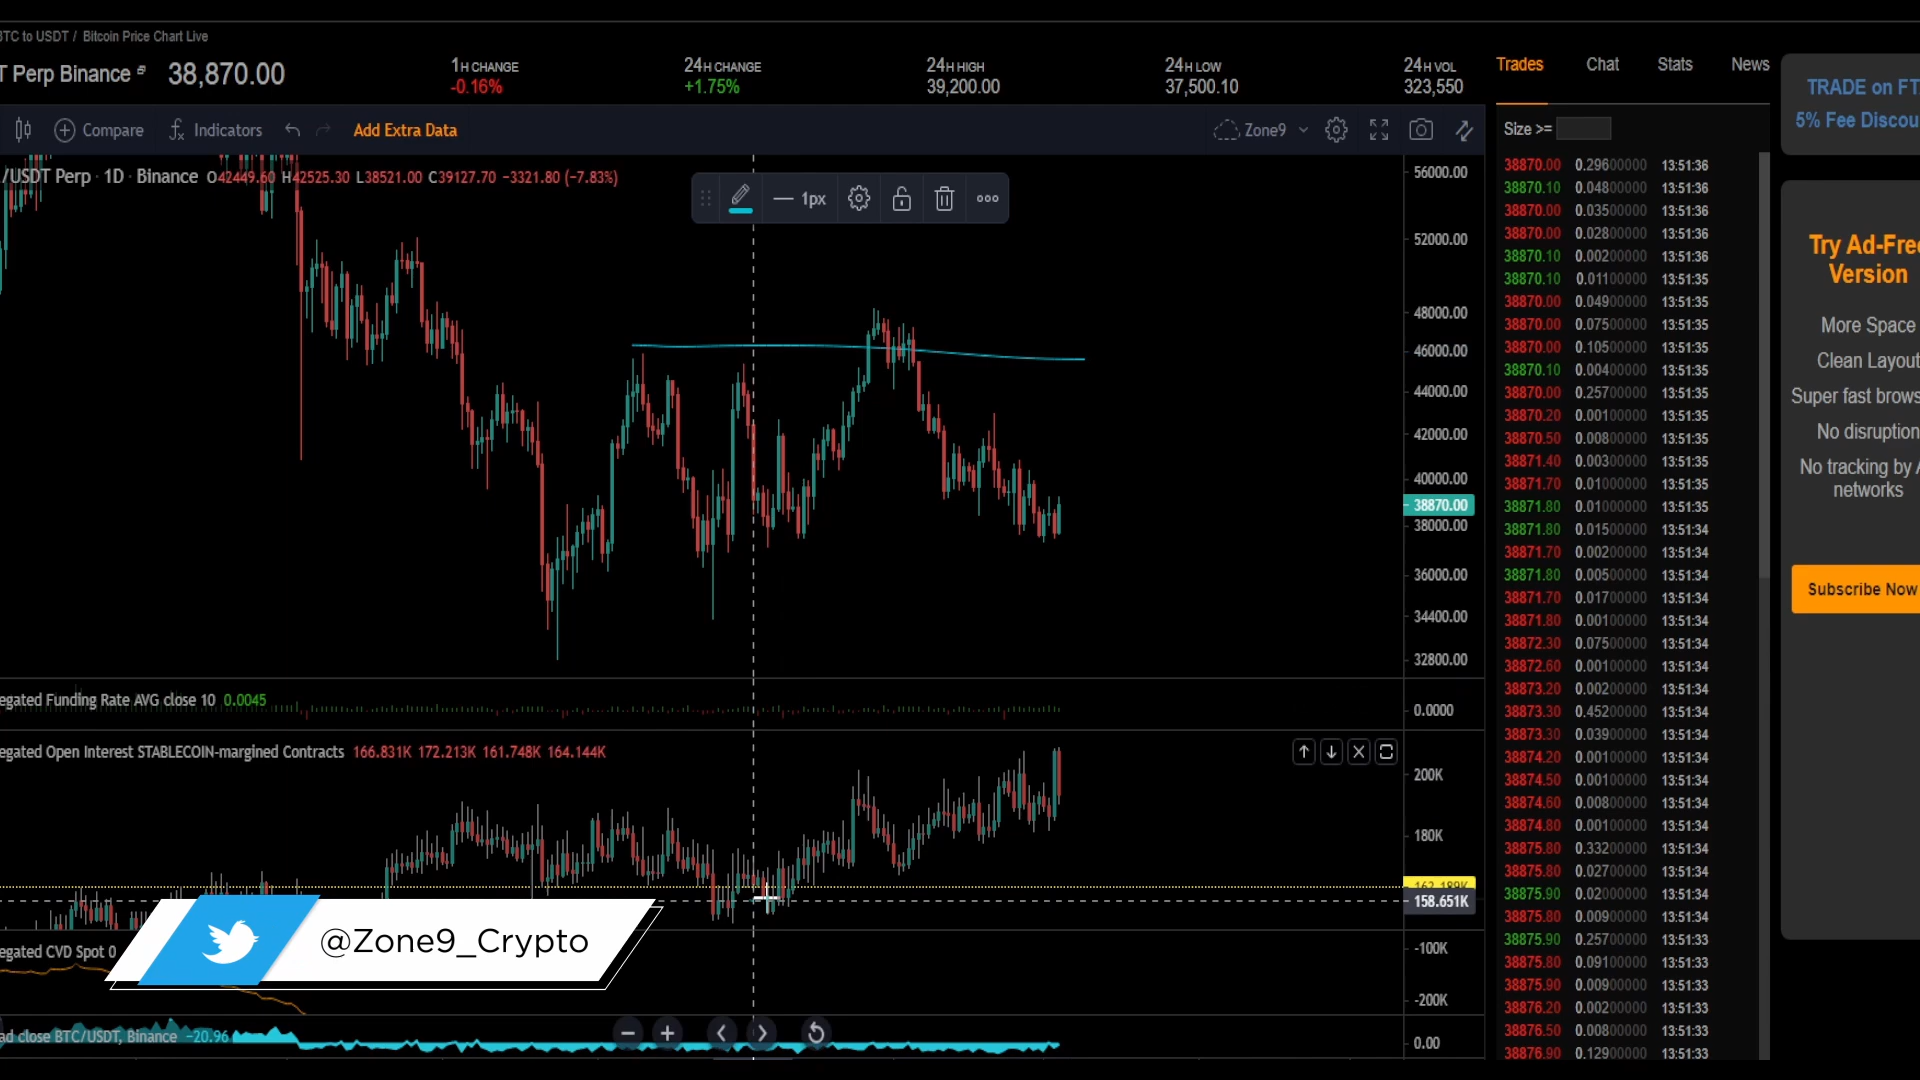 BTC to USDT / Bitcoin Price Chart Live
T Perp Binance 38,870.00
1H CHANGE
-0.16%
24H CHANGE
+1.75%
24H HIGH
39,200.00
24H LOW
37,500.10
24H VOL
323,550
Compare Indicators Add Extra Data Zone9
/USDT Perp · 1D · Binance O42449.60 H42525.30 L38521.00 C39127.70 -3321.80 (-7.83%)
1px
56000.00
52000.00
48000.00
46000.00
44000.00
42000.00
40000.00
38870.00
38000.00
36000.00
34400.00
32800.00
egated Funding Rate AVG close 10 0.0045
0.0000
egated Open Interest STABLECOIN-margined Contracts 166.831K 172.213K 161.748K 164.144K
200K
180K
162.189K
158.651K
egated CVD Spot 0
-100K
-200K
@Zone9_Crypto
ad close BTC/USDT, Binance -20.96
0.00
Trades Chat Stats News
Size >=
38870.00 0.29600000 13:51:36
38870.10 0.04800000 13:51:36
38870.00 0.03500000 13:51:36
38870.00 0.02800000 13:51:36
38870.10 0.00200000 13:51:36
38870.10 0.01100000 13:51:35
38870.00 0.04900000 13:51:35
38870.00 0.07500000 13:51:35
38870.00 0.10500000 13:51:35
38870.10 0.00400000 13:51:35
38870.00 0.25700000 13:51:35
38870.20 0.00100000 13:51:35
38870.50 0.00800000 13:51:35
38871.40 0.00300000 13:51:35
38871.70 0.01000000 13:51:35
38871.80 0.01000000 13:51:35
38871.80 0.01500000 13:51:34
38871.70 0.00200000 13:51:34
38871.80 0.00500000 13:51:34
38871.70 0.01700000 13:51:34
38871.80 0.00100000 13:51:34
38872.30 0.07500000 13:51:34
38872.60 0.00100000 13:51:34
38873.20 0.00200000 13:51:34
38873.30 0.45200000 13:51:34
38873.30 0.03900000 13:51:34
38874.20 0.00100000 13:51:34
38874.50 0.00100000 13:51:34
38874.60 0.00800000 13:51:34
38874.80 0.00100000 13:51:34
38875.80 0.33200000 13:51:34
38875.80 0.02700000 13:51:34
38875.90 0.02000000 13:51:34
38875.80 0.00900000 13:51:34
38875.90 0.25700000 13:51:33
38875.80 0.09100000 13:51:33
38875.90 0.00900000 13:51:33
38876.20 0.00200000 13:51:33
38876.50 0.00800000 13:51:33
38876.90 0.12900000 13:51:33
TRADE on FT
5% Fee Discou
Try Ad-Free
Version
More Space
Clean Layout
Super fast brows
No disruption
No tracking by A
networks
Subscribe Now